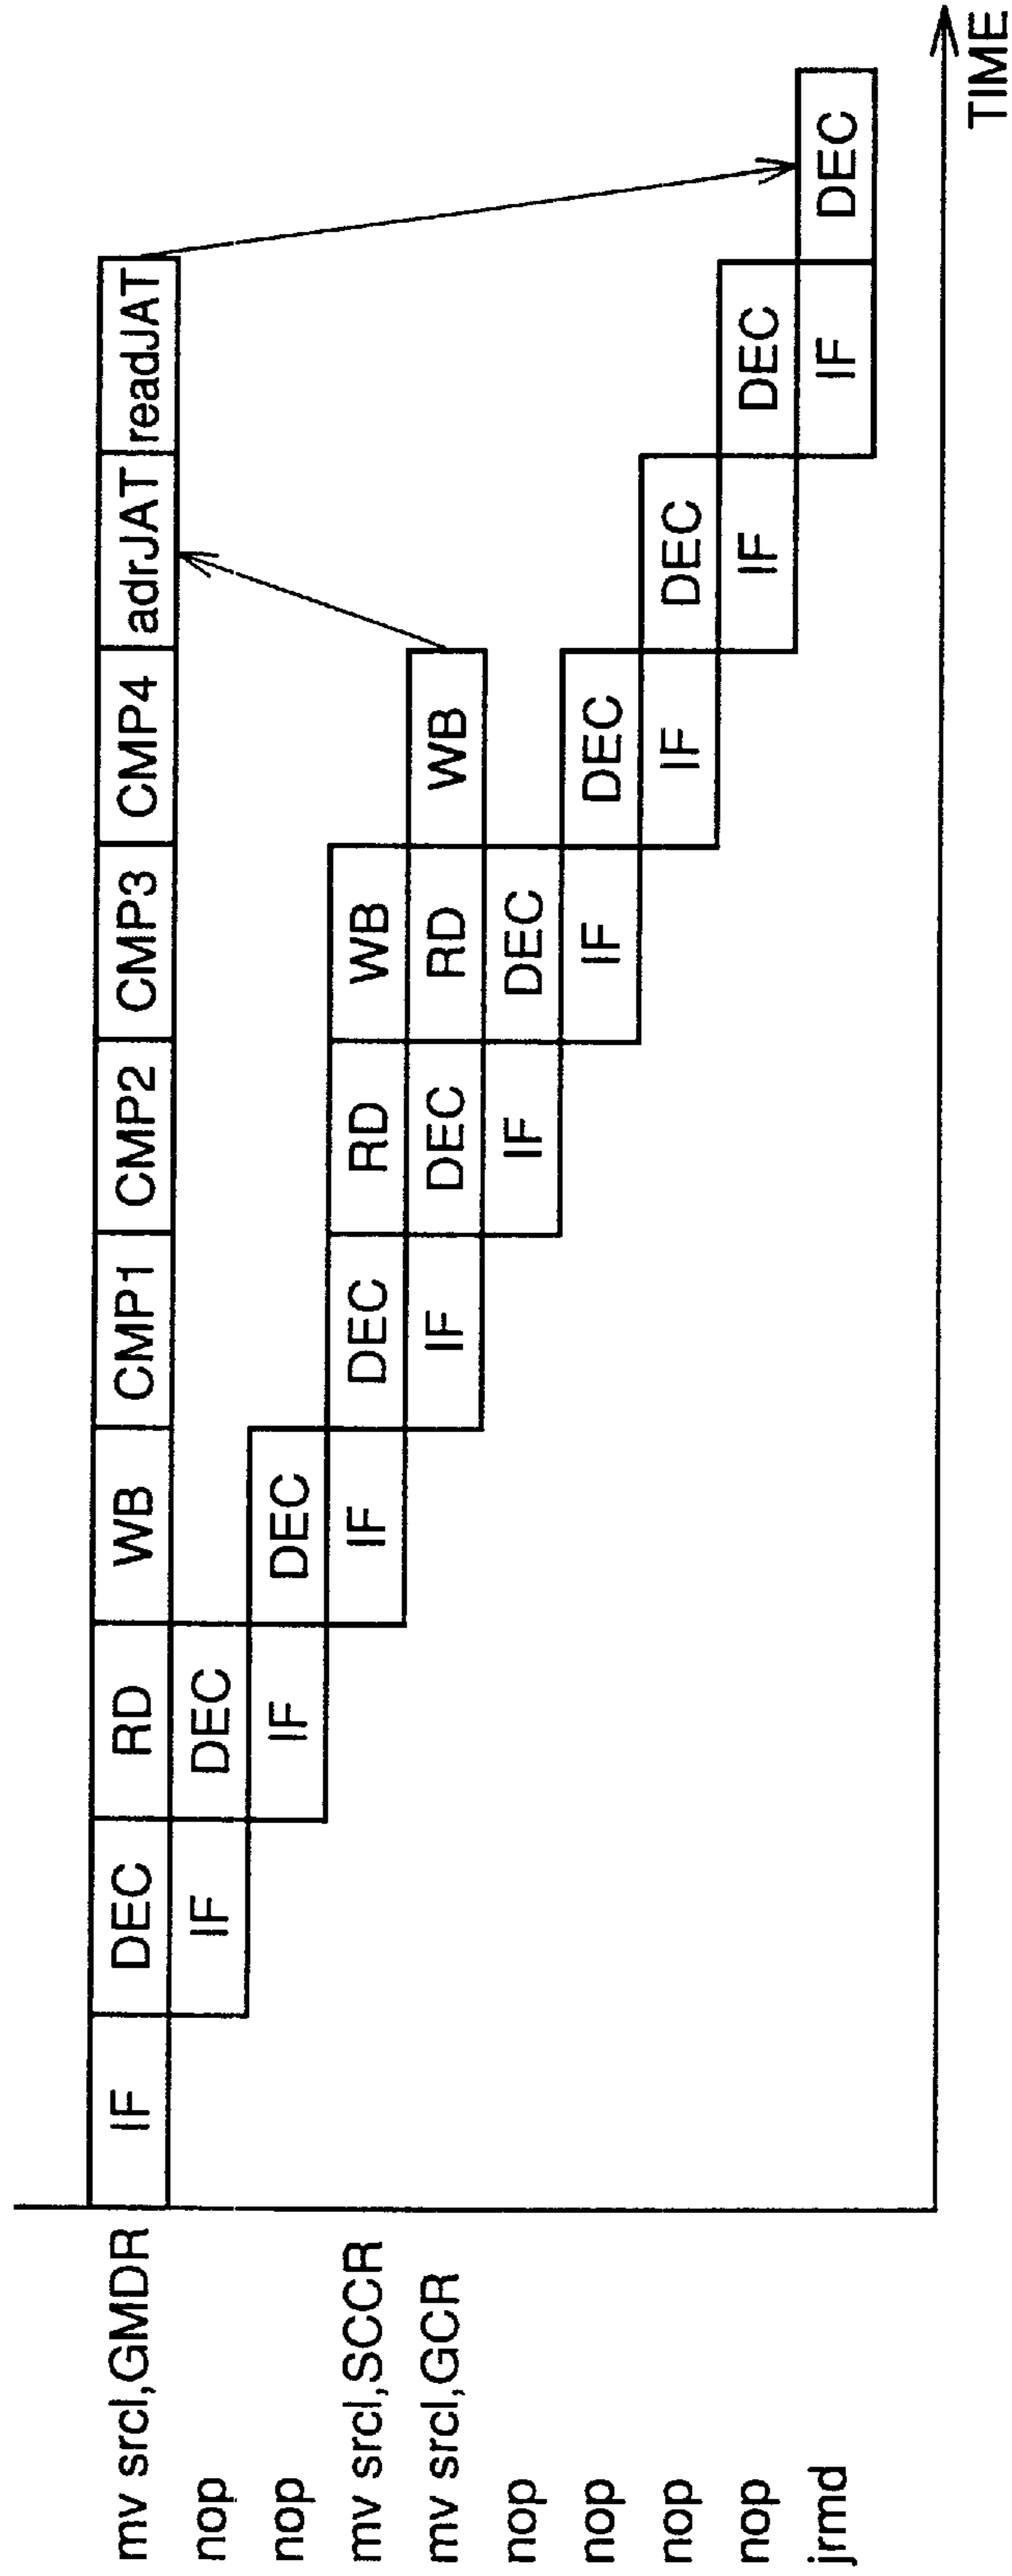 mv srcl,GMDR IF DEC RD WB CMP1 CMP2 CMP3 CMP4 adrJAT readJAT
nop IF DEC
nop IF DEC
mv srcl,SCCR IF DEC RD WB
mv srcl,GCR IF DEC RD WB
nop IF DEC
nop IF DEC
nop IF DEC
nop IF DEC
jrmd IF DEC
TIME